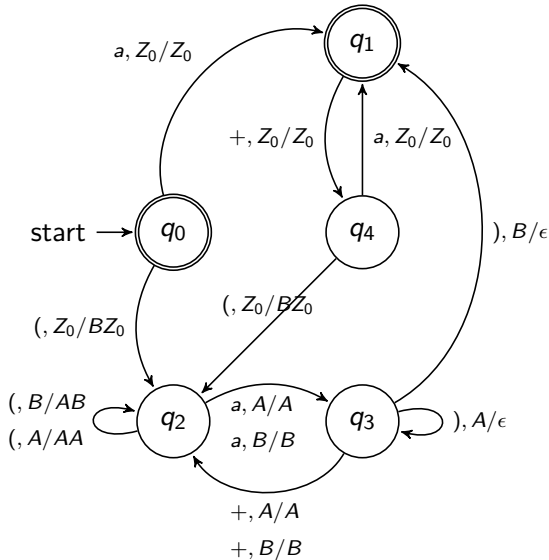 q₁
a, Z₀/Z₀
+, Z₀/Z₀
a, Z₀/Z₀
start
q₀
q₄
), B/ϵ
(, Z₀/BZ₀
(, Z₀/BZ₀
(, B/AB
(, A/AA
q₂
a, A/A
a, B/B
q₃
), A/ϵ
+, A/A
+, B/B